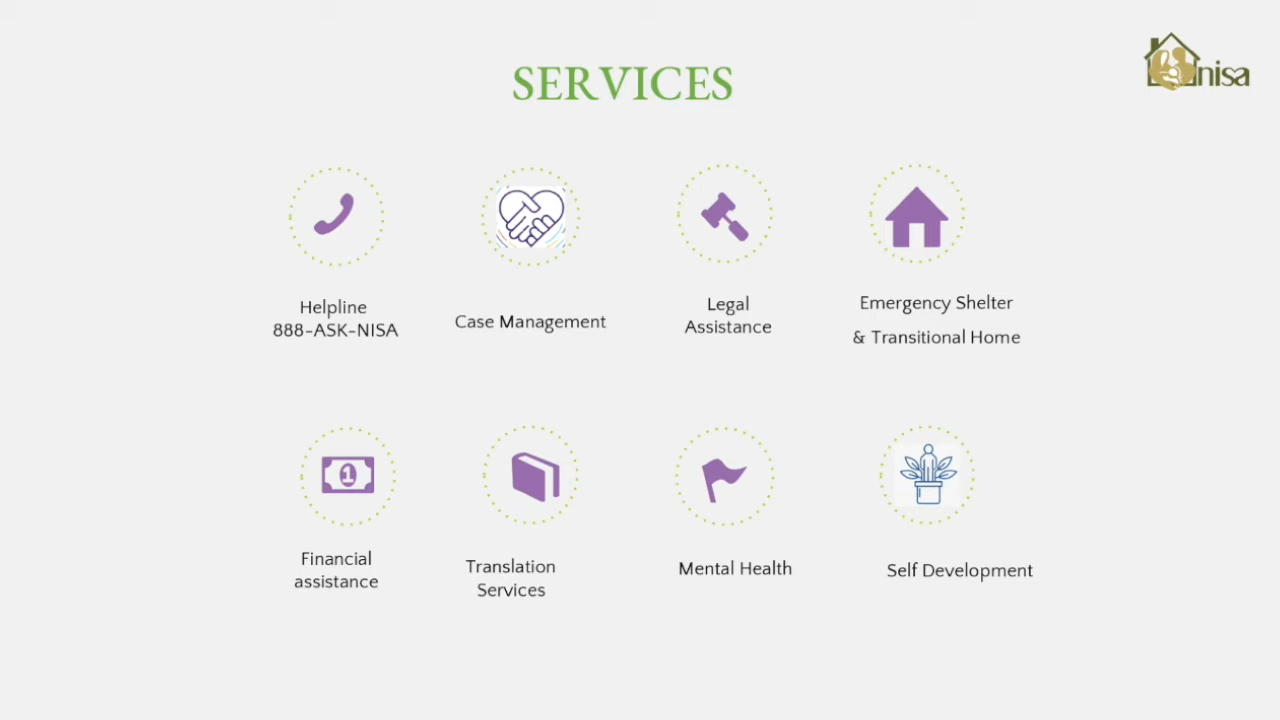 SERVICES
nisa
Helpline
888-ASK-NISA
Case Management
Legal
Assistance
Emergency Shelter
& Transitional Home
1
Financial
assistance
Translation
Services
Mental Health
Self Development